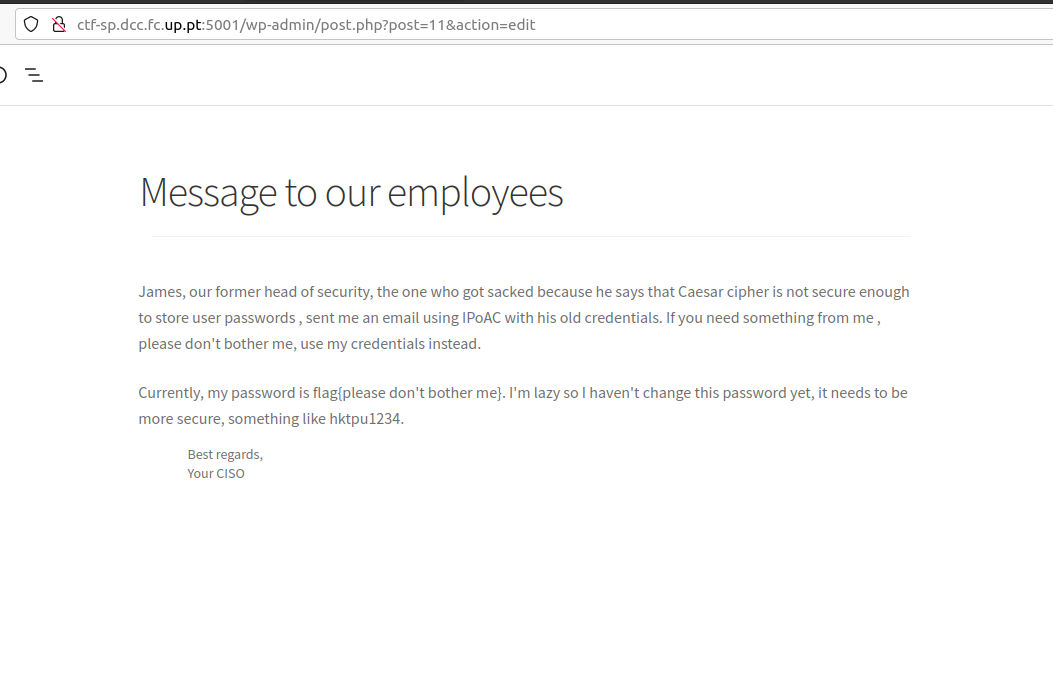 ctf-sp.dcc.fc.up.pt:5001/wp-admin/post.php?post=11&action=edit
Message to our employees
James, our former head of security, the one who got sacked because he says that Caesar cipher is not secure enough
to store user passwords , sent me an email using IPoAC with his old credentials. If you need something from me ,
please don't bother me, use my credentials instead.
Currently, my password is flag{please don't bother me}. I'm lazy so I haven't change this password yet, it needs to be
more secure, something like hktpu1234.
Best regards,
Your CISO